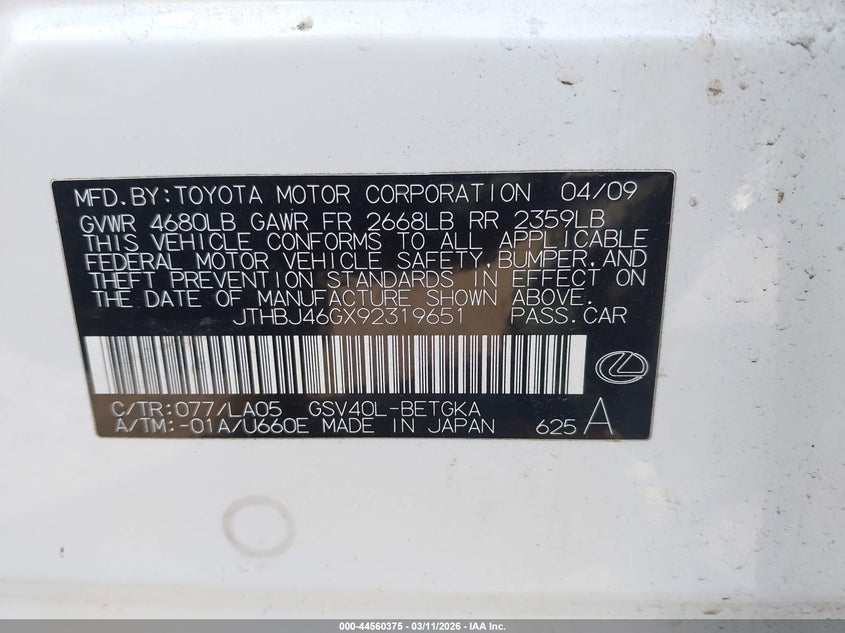 MFD.BY:TOYOTA MOTOR CORPORATION 04/09
GVWR 4680LB GAWR FR 2668LB RR 2359LB
THIS VEHICLE CONFORMS TO ALL APPLICABLE
FEDERAL MOTOR VEHICLE SAFETY,BUMPER,AND
THEFT PREVENTION STANDARDS IN EFFECT ON
THE DATE OF MANUFACTURE SHOWN ABOVE.
JTHBJ46GX92319651 PASS.CAR
C/TR:077/LA05 GSV40L-BETGKA
A/TM:-01A/U660E MADE IN JAPAN 625 A
000-44560375 - 03/11/2026 - IAA Inc.